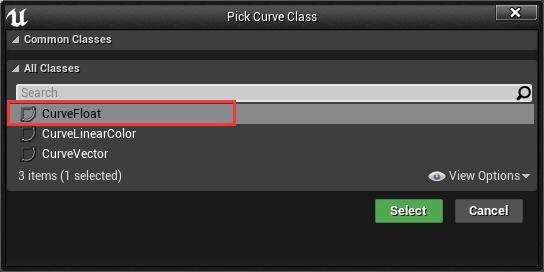 Pick Curve Class
Common Classes
All Classes
Search
CurveFloat
CurveLinearColor
CurveVector
3 items (1 selected)
View Options
Select
Cancel